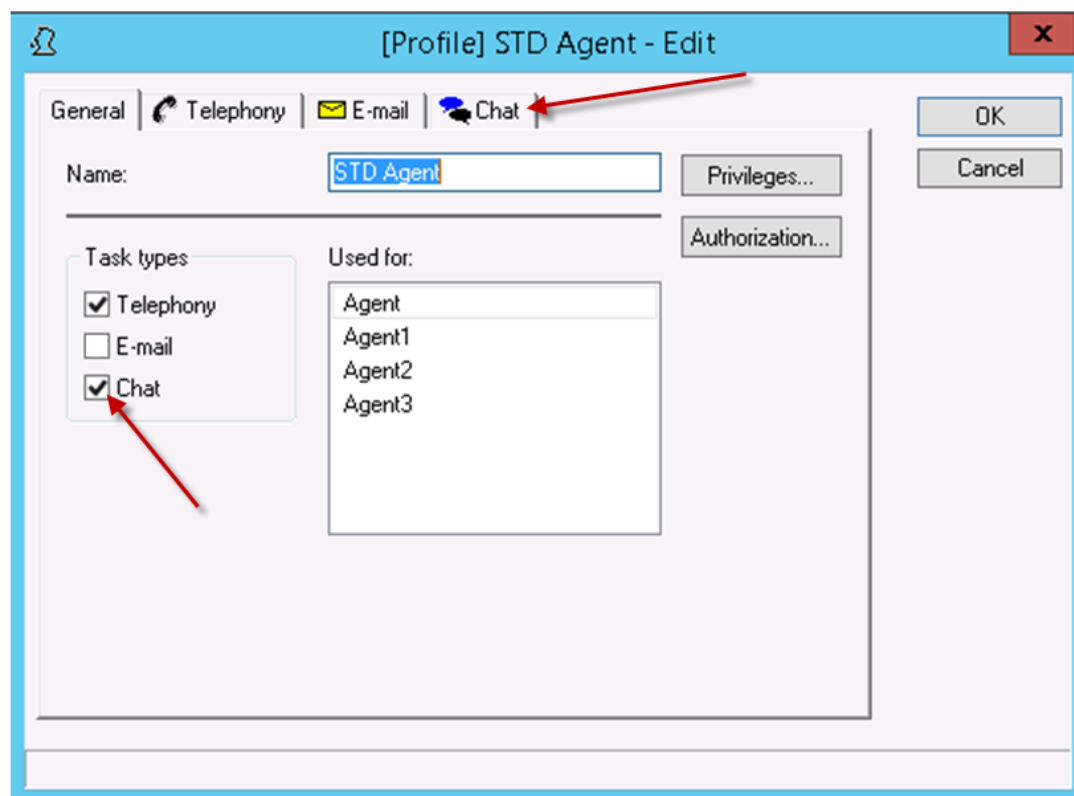 [Profile] STD Agent - Edit
x
General Telephony E-mail Chat
OK
Cancel
Name:
STD Agent
Privileges...
Authorization...
Task types
Telephony
E-mail
Chat
Used for:
Agent
Agent1
Agent2
Agent3